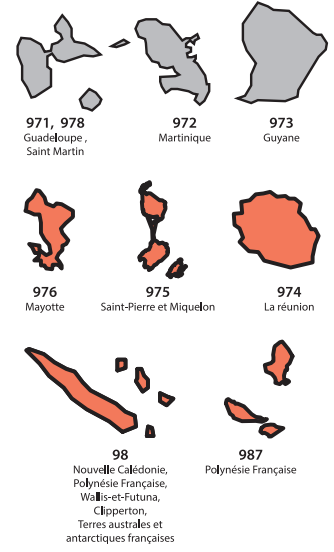 971, 978
Guadeloupe ,
Saint Martin
972
Martinique
973
Guyane
976
Mayotte
975
Saint-Pierre et Miquelon
974
La réunion
98
Nouvelle Calédonie,
Polynésie Française,
Wallis-et-Futuna,
Clipperton,
Terres australes et
antarctiques françaises
987
Polynésie Française